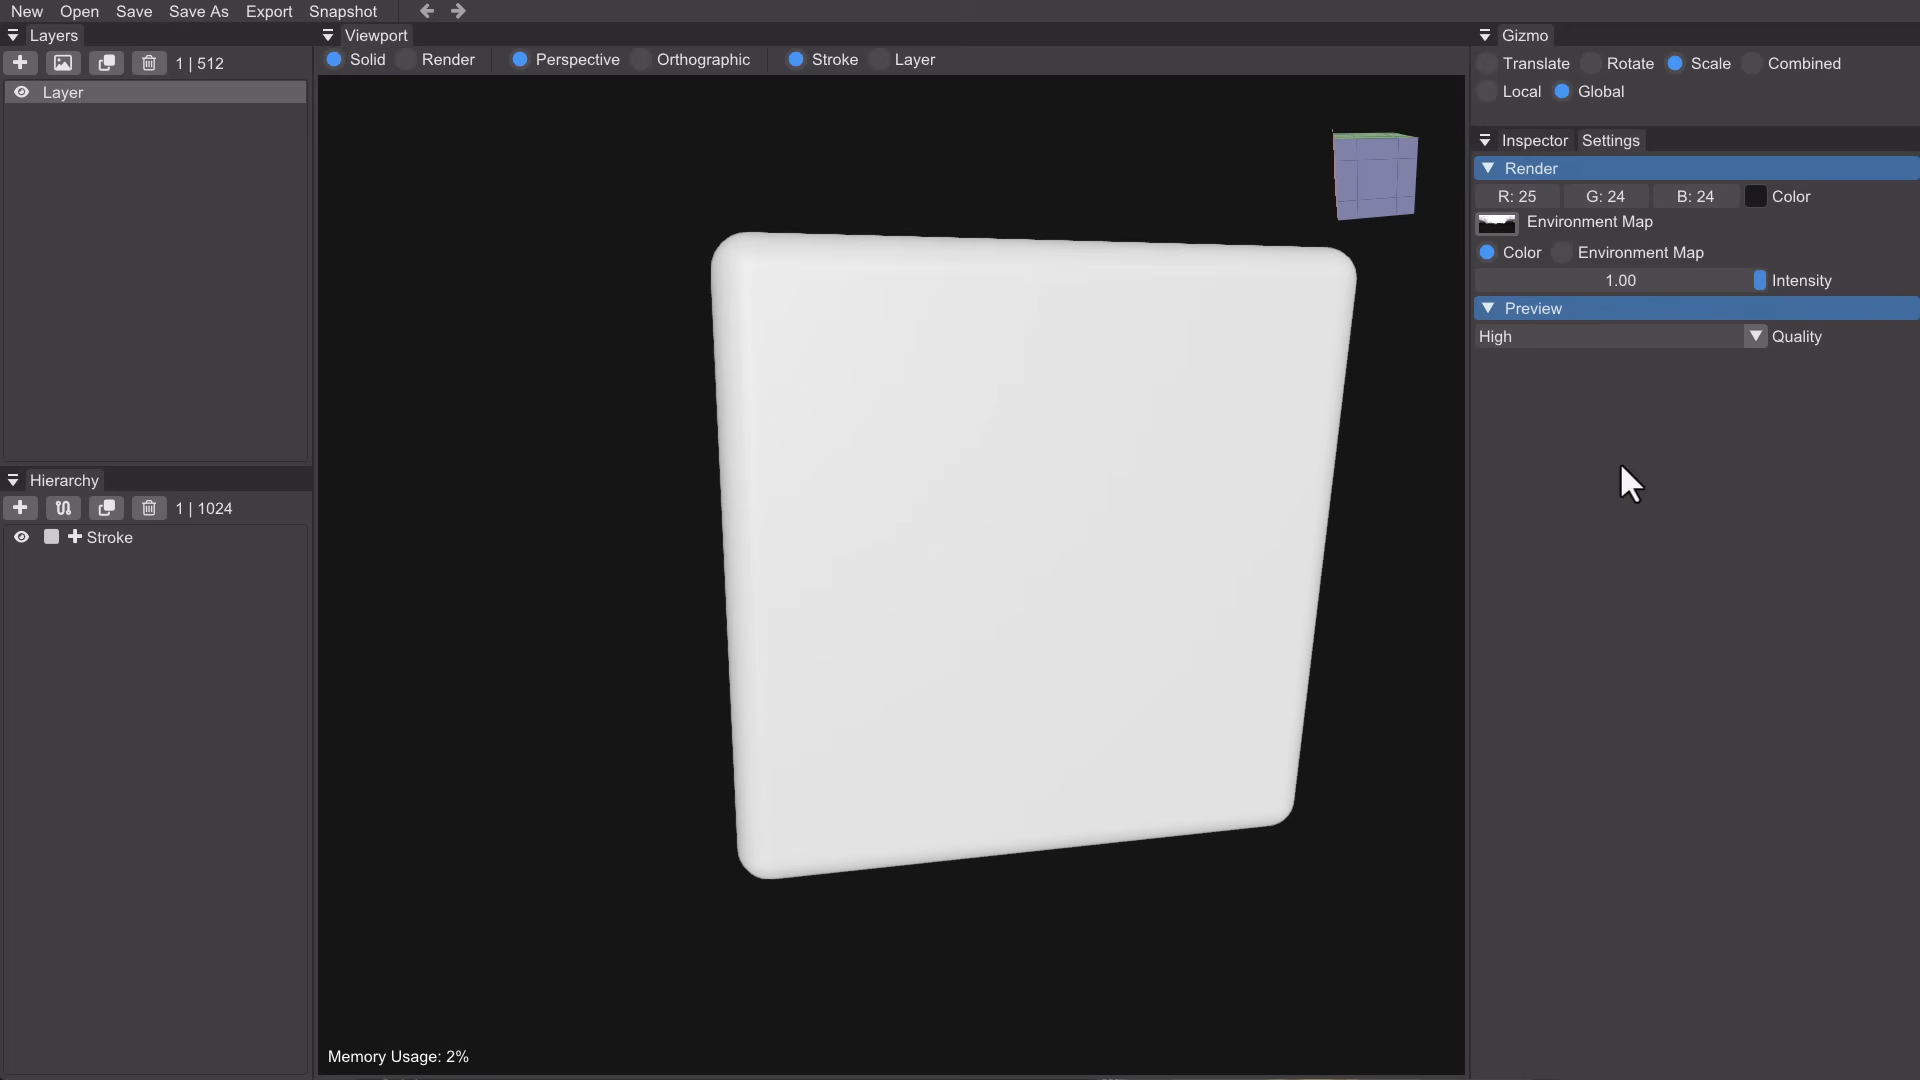 New Open Save Save As Export Snapshot
Layers
1 | 512
Layer
Hierarchy
1 | 1024
Stroke
Viewport
Solid Render Perspective Orthographic Stroke Layer
Memory Usage: 2%
Gizmo
Translate Rotate Scale Combined
Local Global
Inspector Settings
Render
R: 25 G: 24 B: 24 Color
Environment Map
Color Environment Map
1.00 Intensity
Preview
High Quality